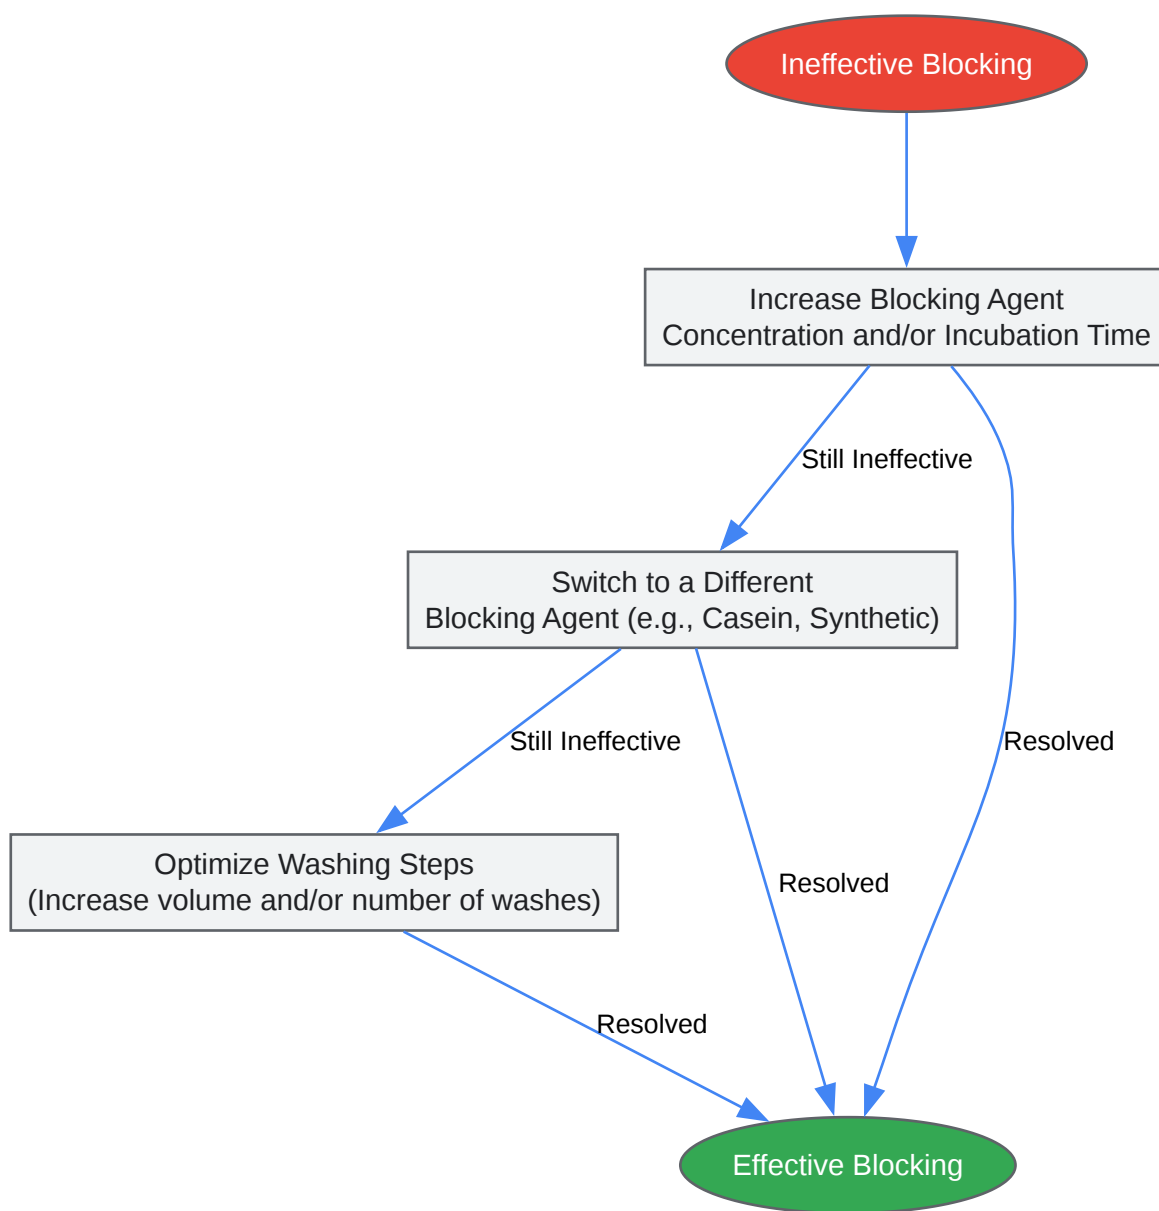 Ineffective Blocking
Increase Blocking Agent
Concentration and/or Incubation Time
Still Ineffective
Switch to a Different
Blocking Agent (e.g., Casein, Synthetic)
Still Ineffective
Resolved
Optimize Washing Steps
(Increase volume and/or number of washes)
Resolved
Resolved
Effective Blocking